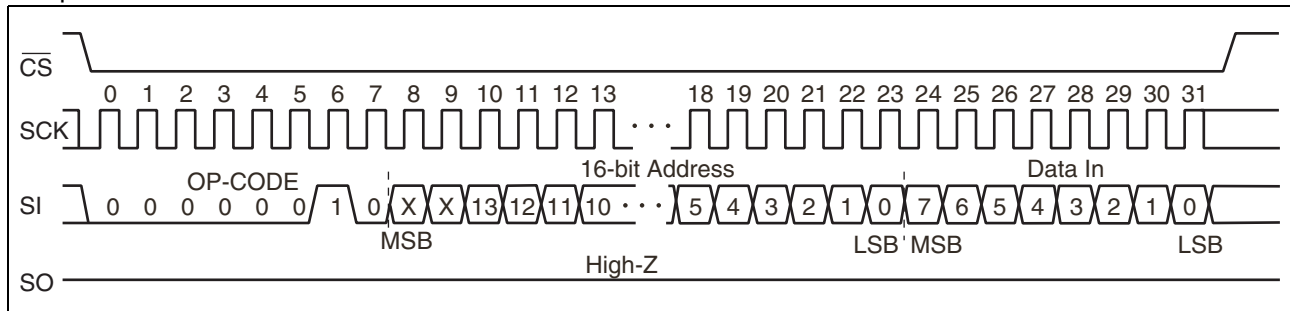 CS
0 1 2 3 4 5 6 7 8 9 10 11 12 13 18 19 20 21 22 23 24 25 26 27 28 29 30 31
SCK ···
OP-CODE 16-bit Address Data In
SI 0 0 0 0 0 0 1 0 X X 13 12 11 10 ··· 5 4 3 2 1 0 7 6 5 4 3 2 1 0
MSB LSB MSB LSB
High-Z
SO